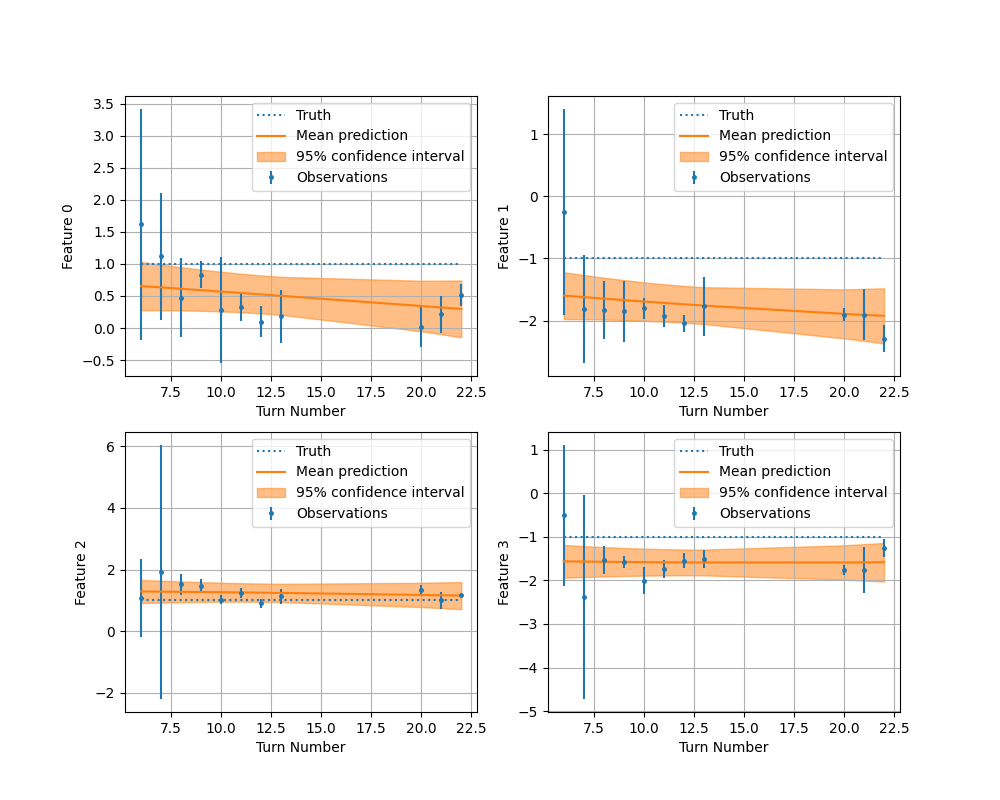 Feature 0
3.5
3.0
2.5
2.0
1.5
1.0
0.5
0.0
−0.5
Truth
Mean prediction
95% confidence interval
Observations
7.5 10.0 12.5 15.0 17.5 20.0 22.5
Turn Number
Feature 1
1
0
−1
−2
Truth
Mean prediction
95% confidence interval
Observations
7.5 10.0 12.5 15.0 17.5 20.0 22.5
Turn Number
Feature 2
6
4
2
0
−2
Truth
Mean prediction
95% confidence interval
Observations
7.5 10.0 12.5 15.0 17.5 20.0 22.5
Turn Number
Feature 3
1
0
−1
−2
−3
−4
−5
Truth
Mean prediction
95% confidence interval
Observations
7.5 10.0 12.5 15.0 17.5 20.0 22.5
Turn Number